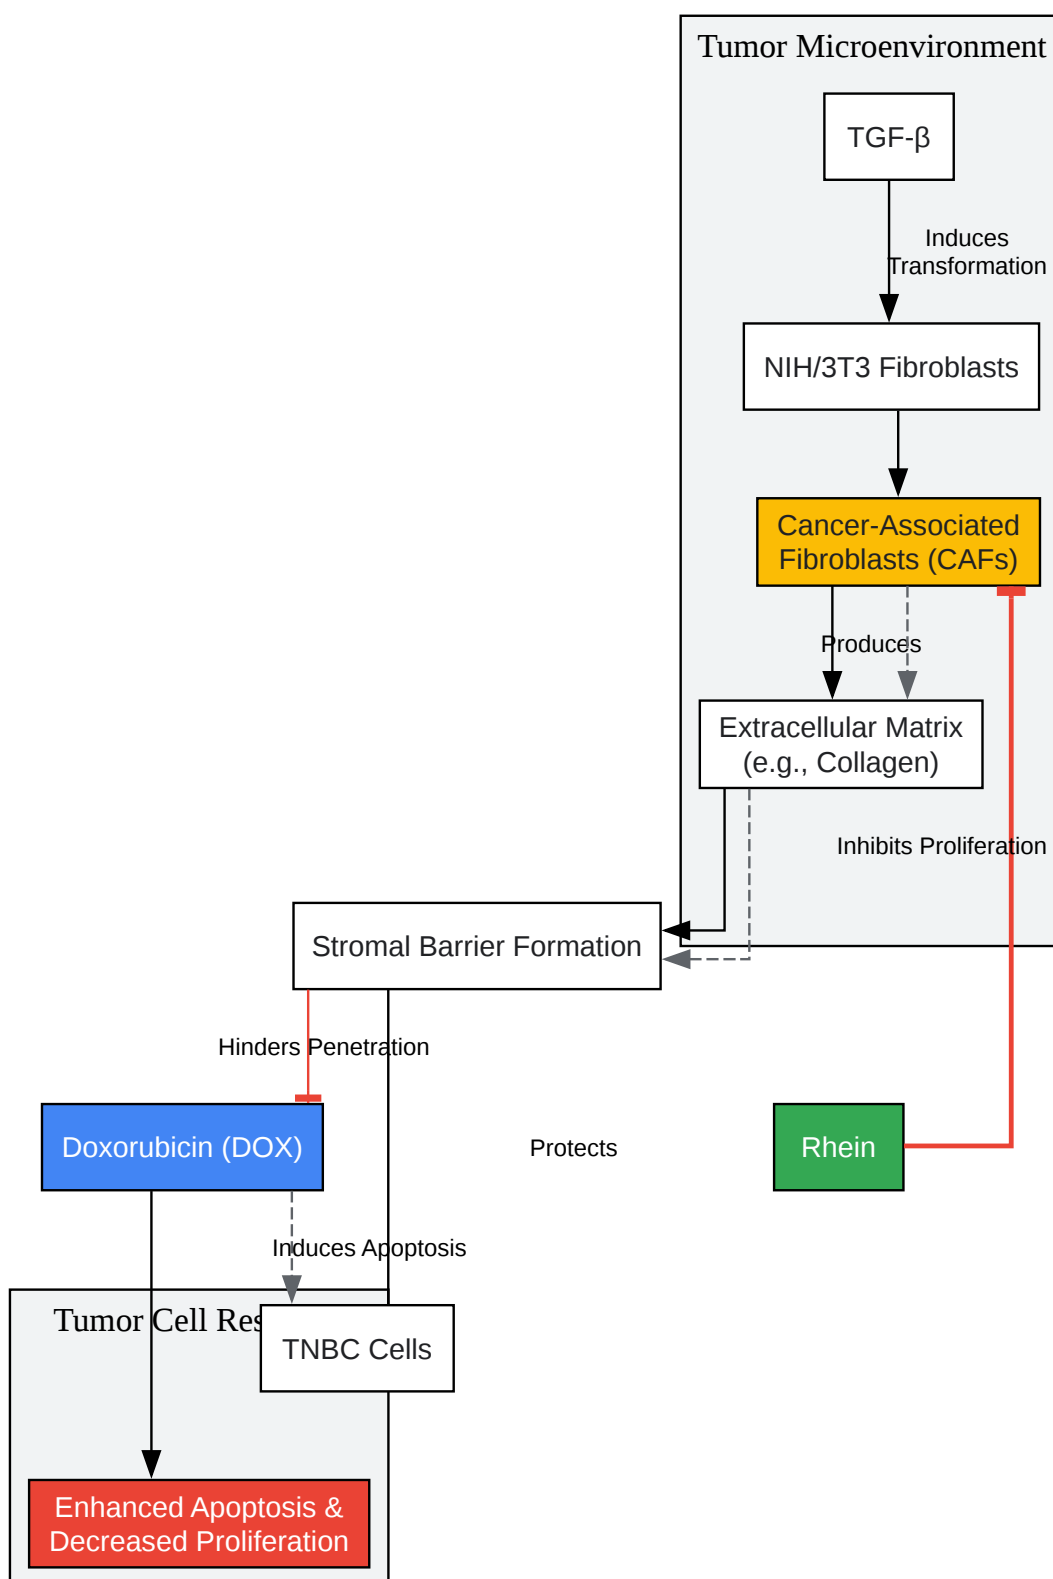 Tumor Microenvironment
TGF-β
Induces
Transformation
NIH/3T3 Fibroblasts
Cancer-Associated
Fibroblasts (CAFs)
Produces
Extracellular Matrix
(e.g., Collagen)
Inhibits Proliferation
Stromal Barrier Formation
Hinders Penetration
Doxorubicin (DOX)
Protects
Rhein
Induces Apoptosis
Tumor Cell Res
TNBC Cells
Enhanced Apoptosis &
Decreased Proliferation